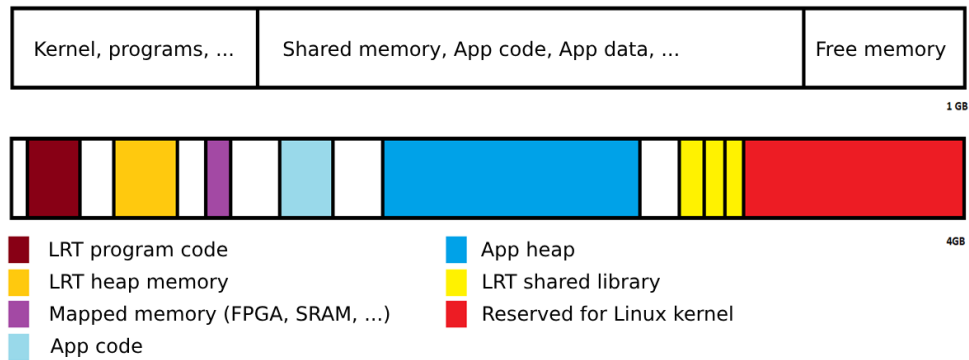 Kernel, programs, ...
Shared memory, App code, App data, ...
Free memory
1 GB
4GB
LRT program code
LRT heap memory
Mapped memory (FPGA, SRAM, ...)
App code
App heap
LRT shared library
Reserved for Linux kernel